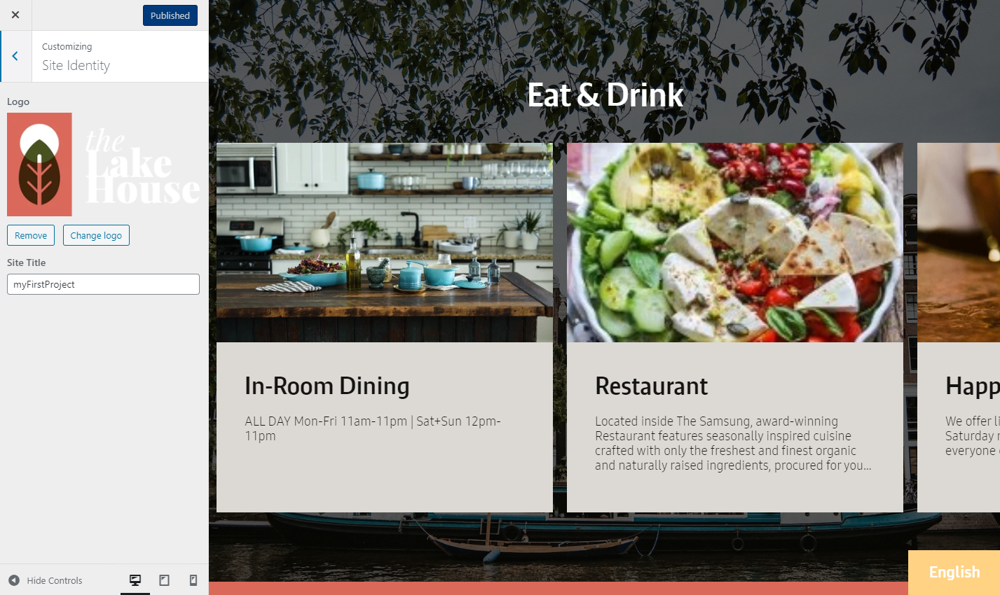 Published
Customizing
Site Identity
Logo
the
Lake
House
Remove
Change logo
Site Title
myFirstProject
Hide Controls
Eat & Drink
In-Room Dining
ALL DAY Mon-Fri 11am-11pm | Sat+Sun 12pm-
11pm
Restaurant
Located inside The Samsung, award-winning
Restaurant features seasonally inspired cuisine
crafted with only the freshest and finest organic
and naturally raised ingredients, procured for you...
Happ
We offer li
Saturday
everyone
English